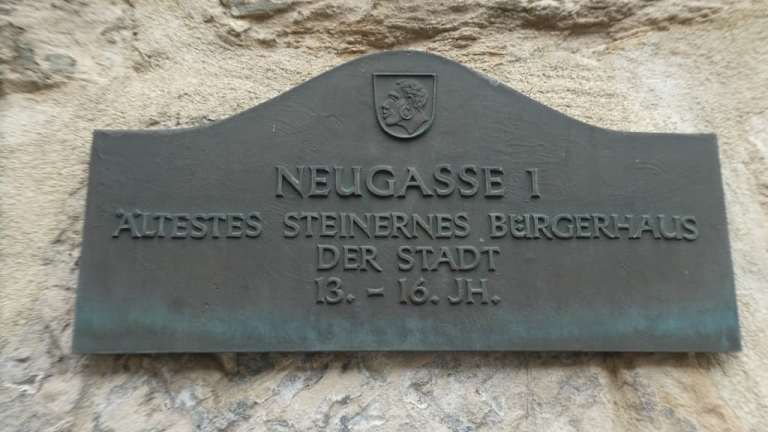 NEUGASSE 1
ÄLTESTES STEINERNES BÜRGERHAUS
DER STADT
13. – 16. JH.